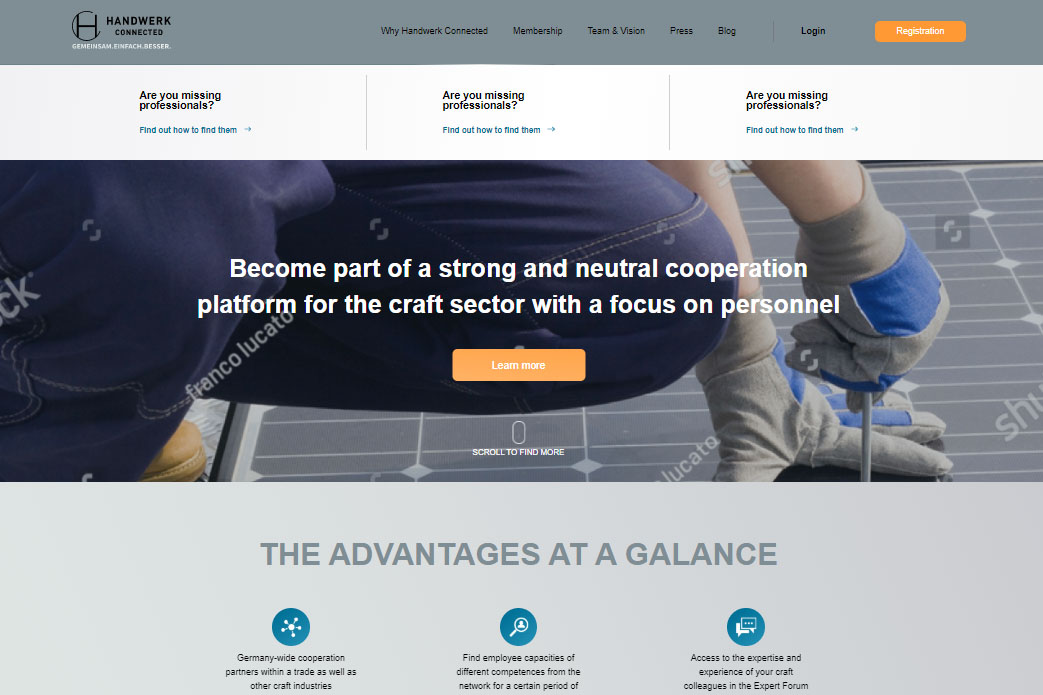 HANDWERK
CONNECTED
GEMEINSAM.EINFACH.BESSER.
Why Handwerk Connected
Membership
Team & Vision
Press
Blog
Login
Registration
Are you missing
professionals?
Find out how to find them →
Are you missing
professionals?
Find out how to find them →
Are you missing
professionals?
Find out how to find them →
Become part of a strong and neutral cooperation
platform for the craft sector with a focus on personnel
franco lucato
Learn more
SCROLL TO FIND MORE
lucato
THE ADVANTAGES AT A GALANCE
Germany-wide cooperation
partners within a trade as well as
other craft industries
Find employee capacities of
different competences from the
network for a certain period of
Access to the expertise and
experience of your craft
colleagues in the Expert Forum